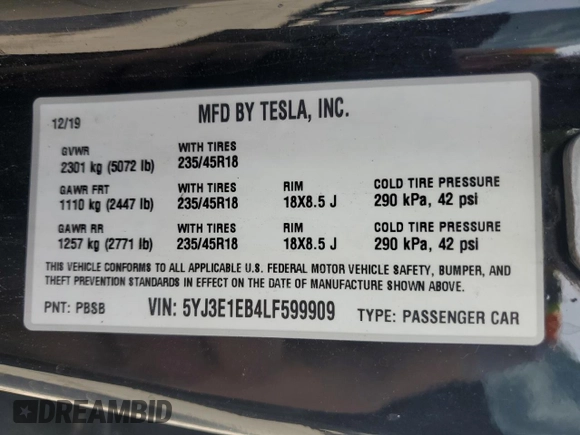 12/19 MFD BY TESLA, INC.
GVWR WITH TIRES
2301 kg (5072 lb) 235/45R18
GAWR FRT WITH TIRES RIM COLD TIRE PRESSURE
1110 kg (2447 lb) 235/45R18 18X8.5 J 290 kPa, 42 psi
GAWR RR WITH TIRES RIM COLD TIRE PRESSURE
1257 kg (2771 lb) 235/45R18 18X8.5 J 290 kPa, 42 psi
THIS VEHICLE CONFORMS TO ALL APPLICABLE U.S. FEDERAL MOTOR VEHICLE SAFETY, BUMPER, AND
THEFT PREVENTION STANDARDS IN EFFECT ON THE DATE OF MANUFACTURE SHOWN ABOVE.
PNT: PBSB VIN: 5YJ3E1EB4LF599909 TYPE: PASSENGER CAR
DREAMBID